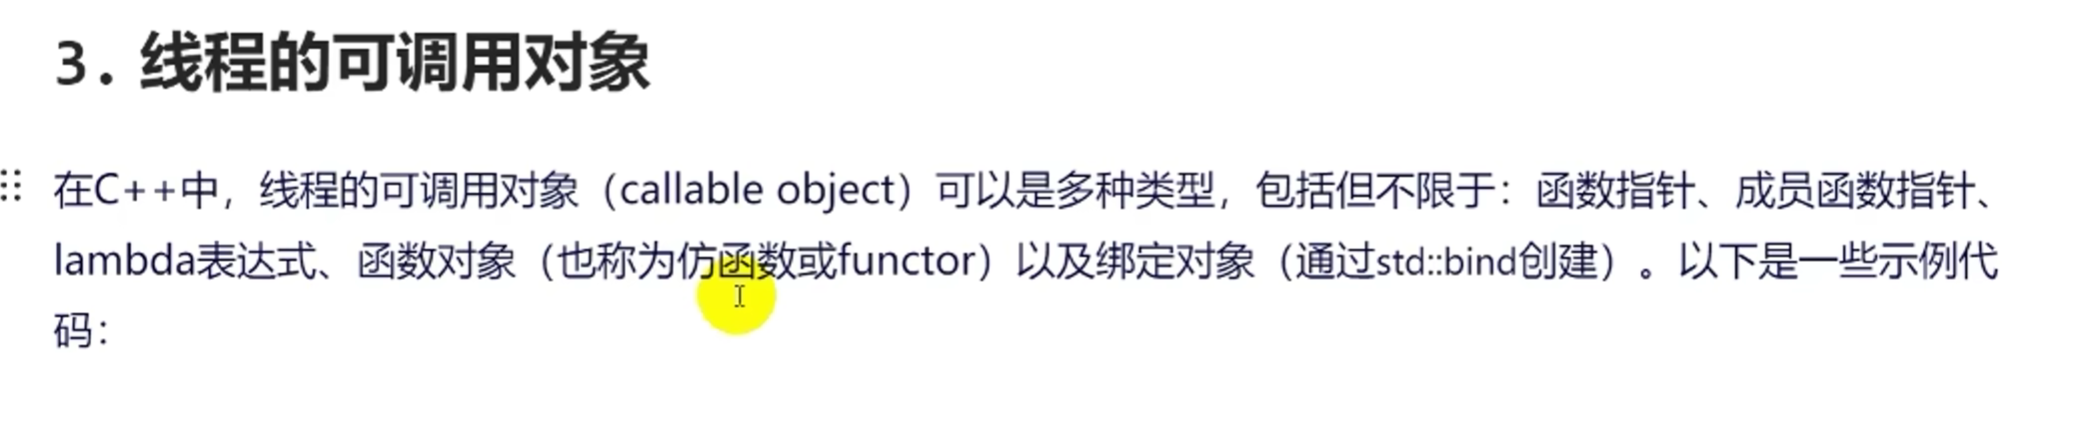 3. 线程的可调用对象
在C++中，线程的可调用对象（callable object）可以是多种类型，包括但不限于：函数指针、成员函数指针、
lambda表达式、函数对象（也称为仿函数或functor）以及绑定对象（通过std::bind创建）。以下是一些示例代
码：